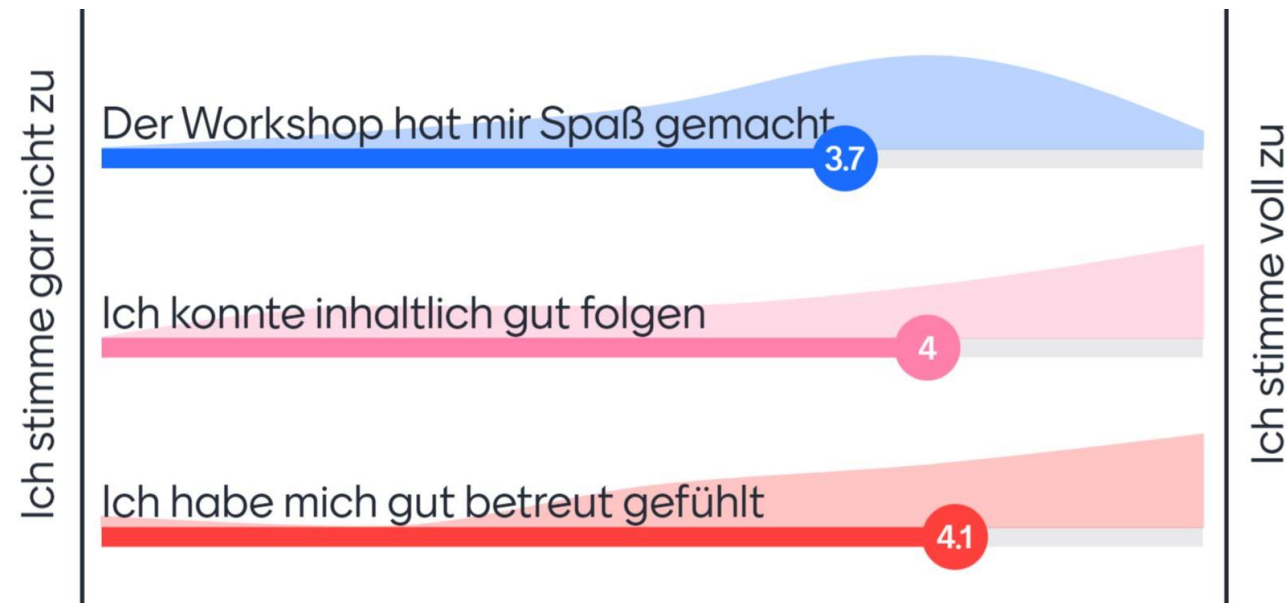 Ich stimme gar nicht zu
Der Workshop hat mir Spaß gemacht
3.7
Ich konnte inhaltlich gut folgen
4
Ich habe mich gut betreut gefühlt
4.1
Ich stimme voll zu